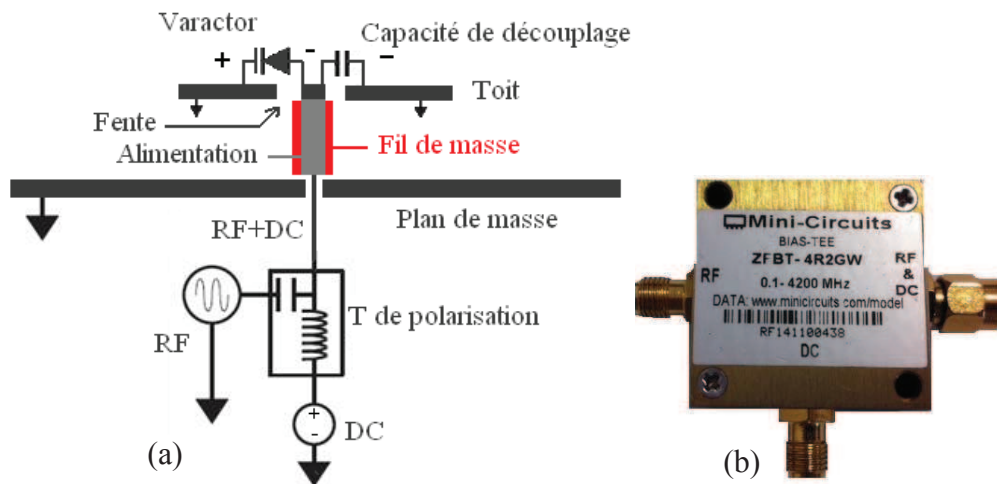 Varactor
Capacité de découplage
+
-
-
Toit
Fente
Alimentation
Fil de masse
Plan de masse
RF+DC
T de polarisation
RF
+
-
DC
(a)
Mini-Circuits
BIAS-TEE
ZFBT-4R2GW
RF
RF
&
DC
0.1-4200 MHz
DATA: www.minicircuits.com/model
RF141100438
DC
(b)